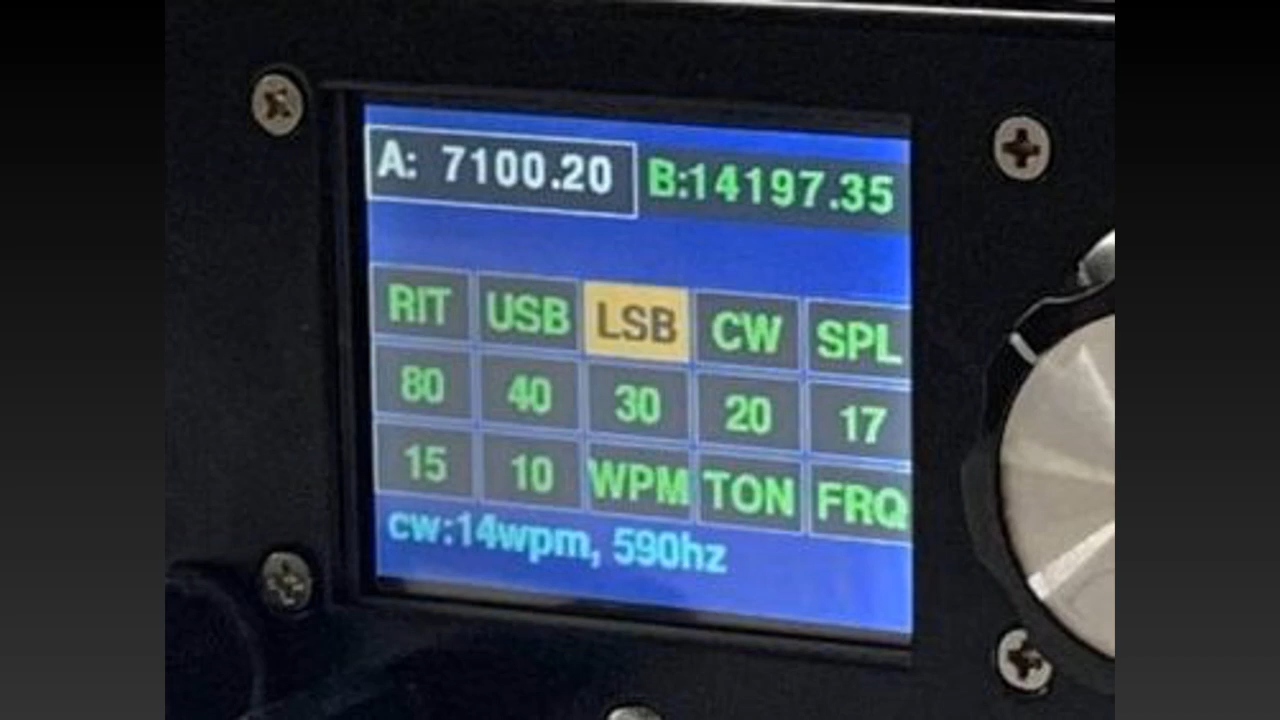 A: 7100.20 B:14197.35
RIT USB LSB CW SPL
80 40 30 20 17
15 10 WPM TON FRQ
cw:14wpm, 590hz